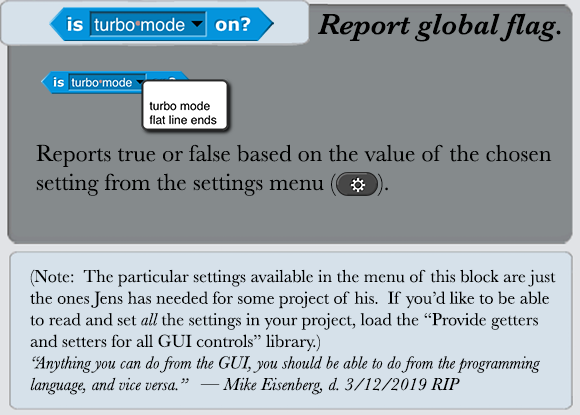 is turbo mode on? Report global flag.
is turbo mode ?
turbo mode
flat line ends
Reports true or false based on the value of the chosen
setting from the settings menu ( ).
(Note: The particular settings available in the menu of this block are just
the ones Jens has needed for some project of his. If you’d like to be able
to read and set all the settings in your project, load the “Provide getters
and setters for all GUI controls” library.)
“Anything you can do from the GUI, you should be able to do from the programming
language, and vice versa.” — Mike Eisenberg, d. 3/12/2019 RIP